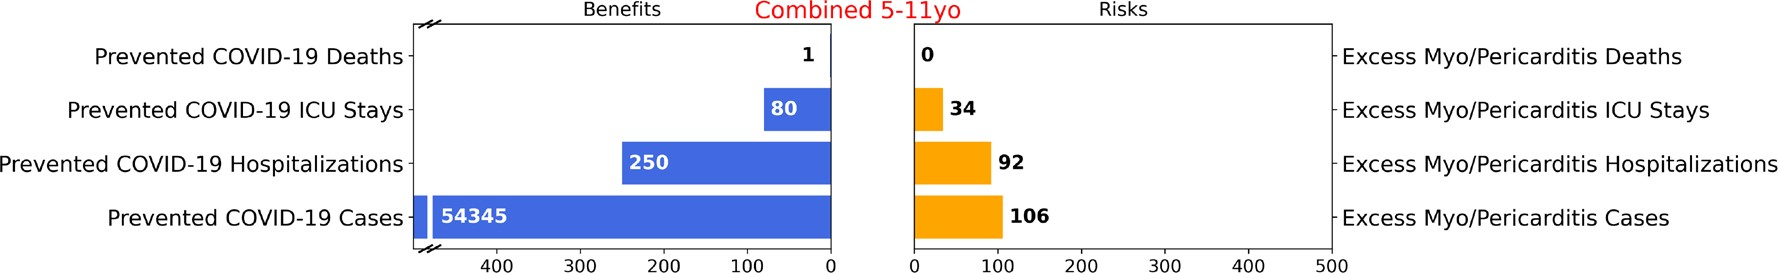 Benefits Combined 5-11yo Risks
Prevented COVID-19 Deaths 1 0 Excess Myo/Pericarditis Deaths
Prevented COVID-19 ICU Stays 80 34 Excess Myo/Pericarditis ICU Stays
Prevented COVID-19 Hospitalizations 250 92 Excess Myo/Pericarditis Hospitalizations
Prevented COVID-19 Cases 54345 106 Excess Myo/Pericarditis Cases
400 300 200 100 0 0 100 200 300 400 500